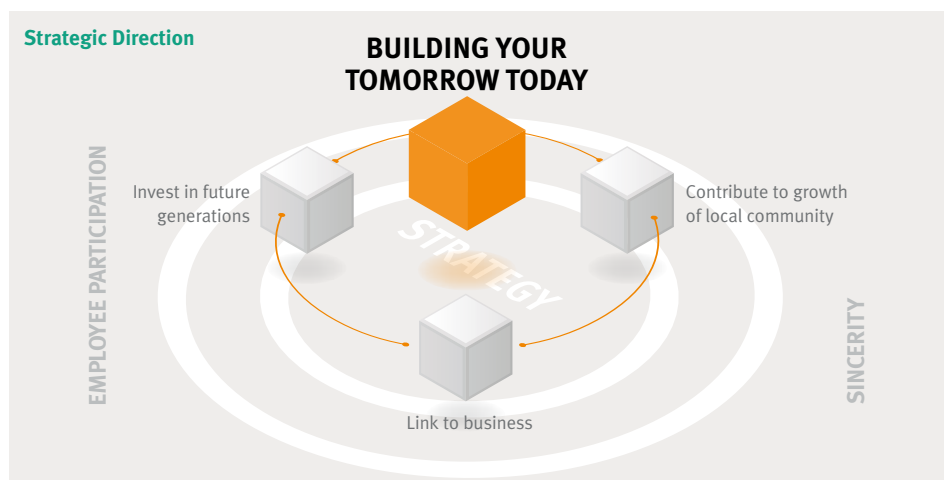 Strategic Direction
BUILDING YOUR
TOMORROW TODAY
EMPLOYEE PARTICIPATION
Invest in future
generations
Contribute to growth
of local community
STRATEGY
SINCERITY
Link to business